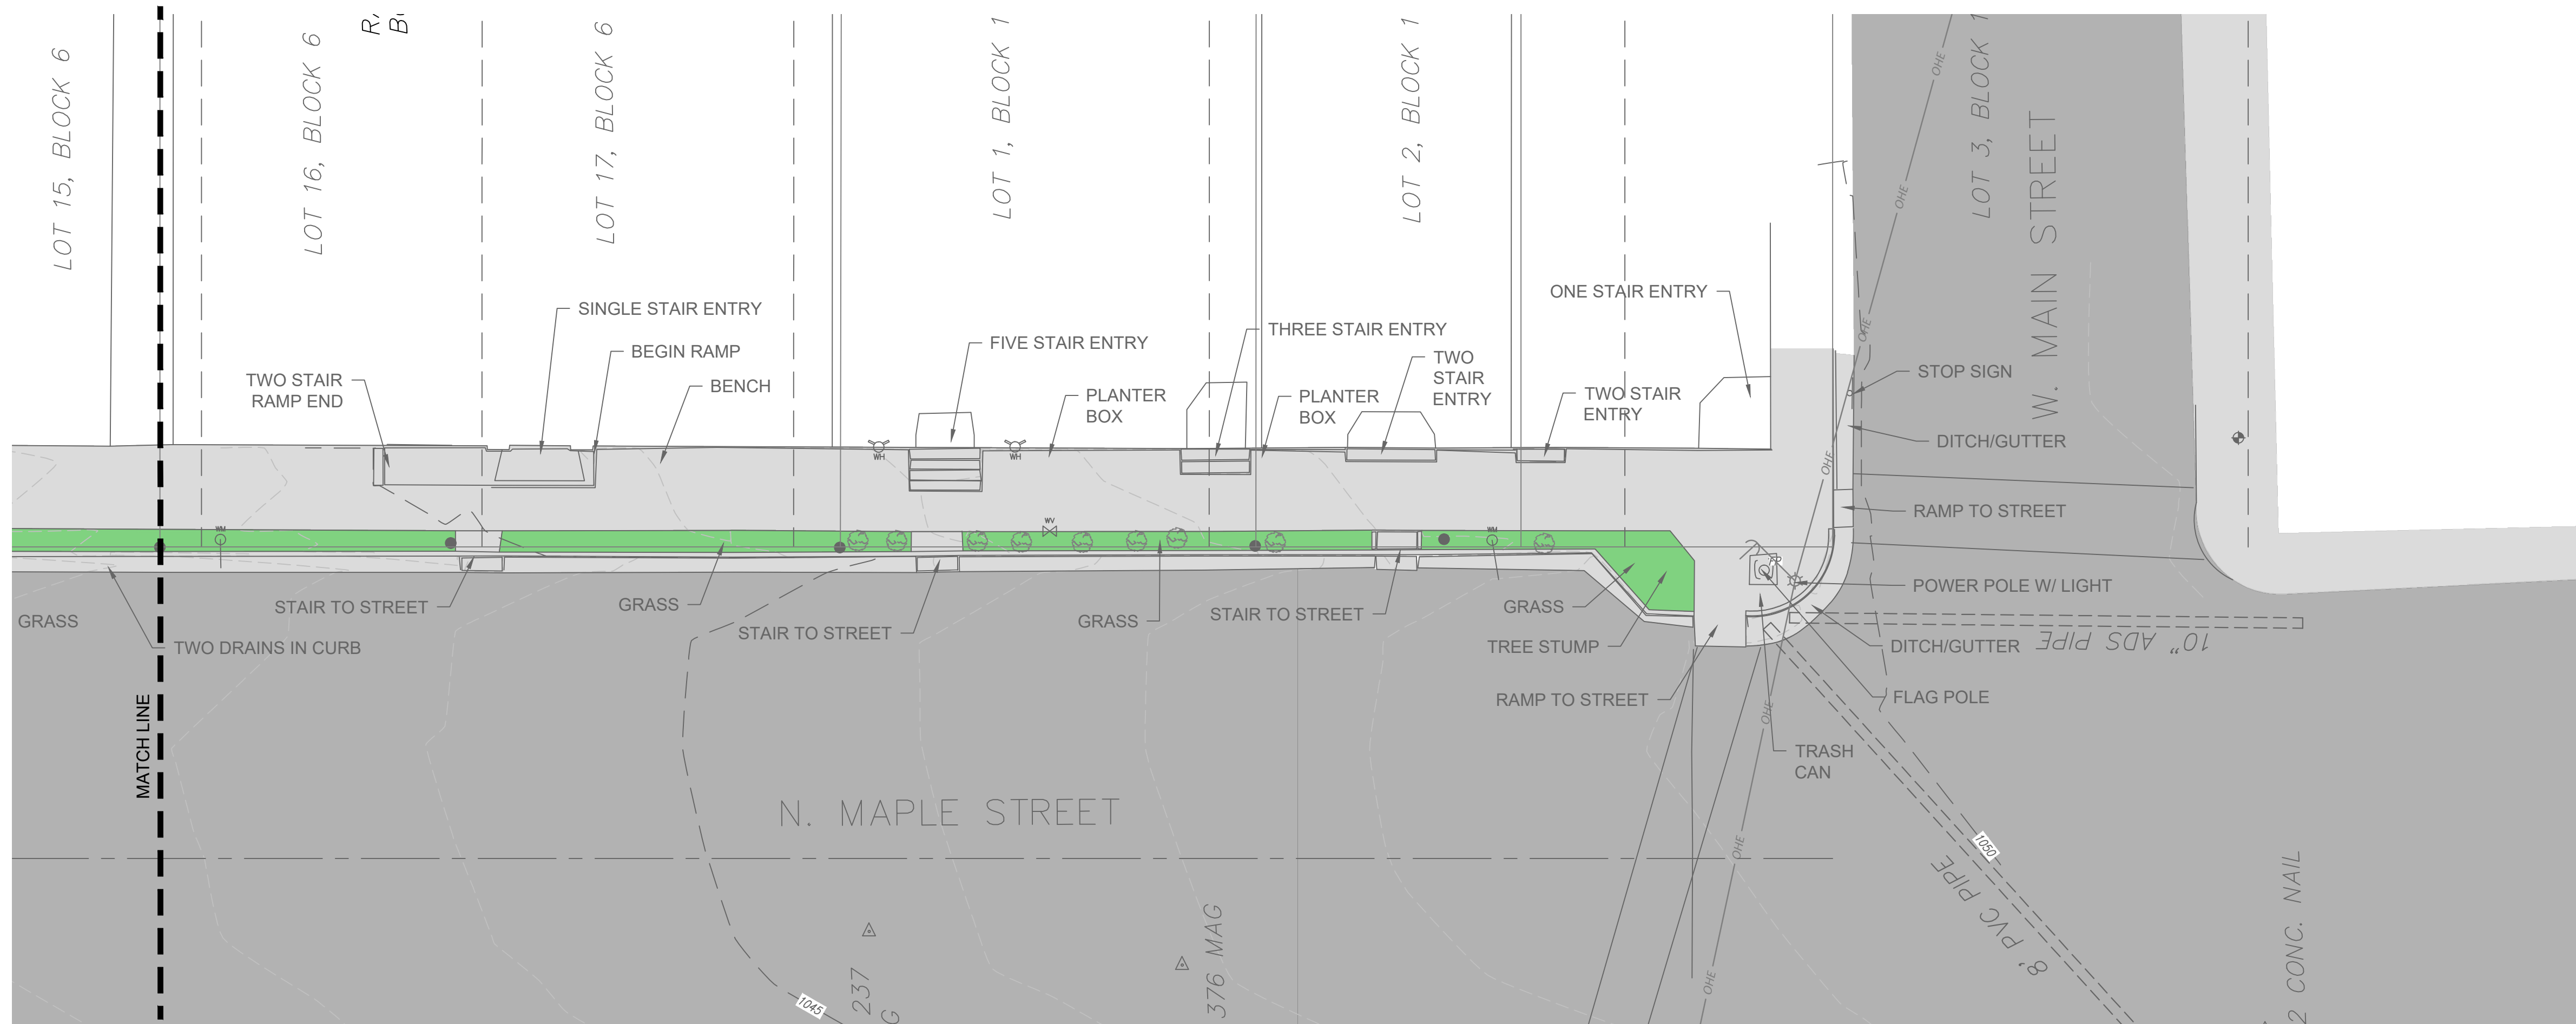 LOT 15, BLOCK 6
LOT 16, BLOCK 6
LOT 17, BLOCK 6
LOT 1, BLOCK 1
LOT 2, BLOCK 1
LOT 3, BLOCK 1
W. MAIN STREET
OHE
OHE
OHE
OHE
SINGLE STAIR ENTRY
BEGIN RAMP
BENCH
TWO STAIR
RAMP END
FIVE STAIR ENTRY
PLANTER
BOX
THREE STAIR ENTRY
PLANTER
BOX
TWO
STAIR
ENTRY
ONE STAIR ENTRY
TWO STAIR
ENTRY
STOP SIGN
DITCH/GUTTER
RAMP TO STREET
POWER POLE W/ LIGHT
DITCH/GUTTER
10" ADS PIPE
FLAG POLE
TRASH
CAN
WH
WH
WM
WV
WM
GRASS
TWO DRAINS IN CURB
STAIR TO STREET
GRASS
STAIR TO STREET
GRASS
STAIR TO STREET
GRASS
TREE STUMP
RAMP TO STREET
MATCH LINE
N. MAPLE STREET
OHE
OHE
OHE
1050
8' PVC PIPE
1045
237
376 MAG
2 CONC. NAIL